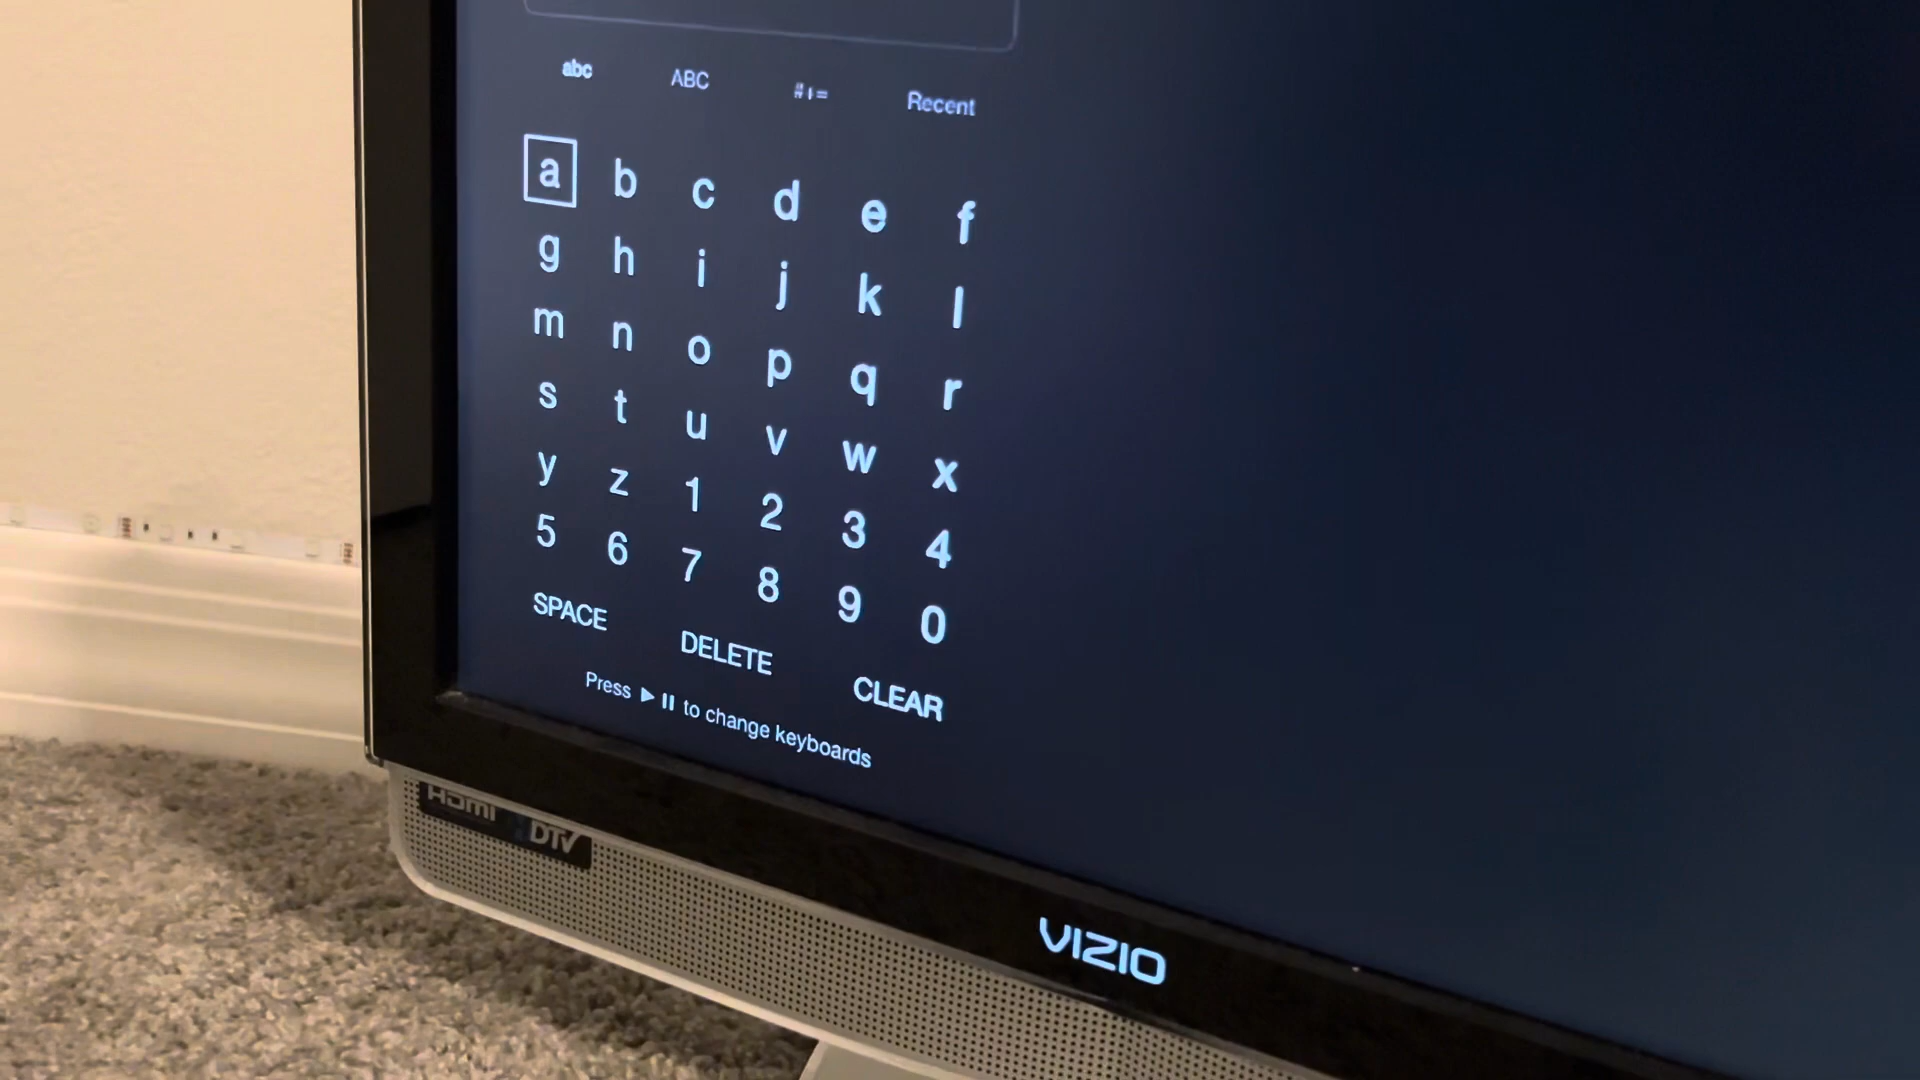 abc ABC #+= Recent
a b c d e f
g h i j k l
m n o p q r
s t u v w x
y z 1 2 3 4
5 6 7 8 9 0
SPACE DELETE CLEAR
Press ▶⏸ to change keyboards
HDMI DTV
VIZIO